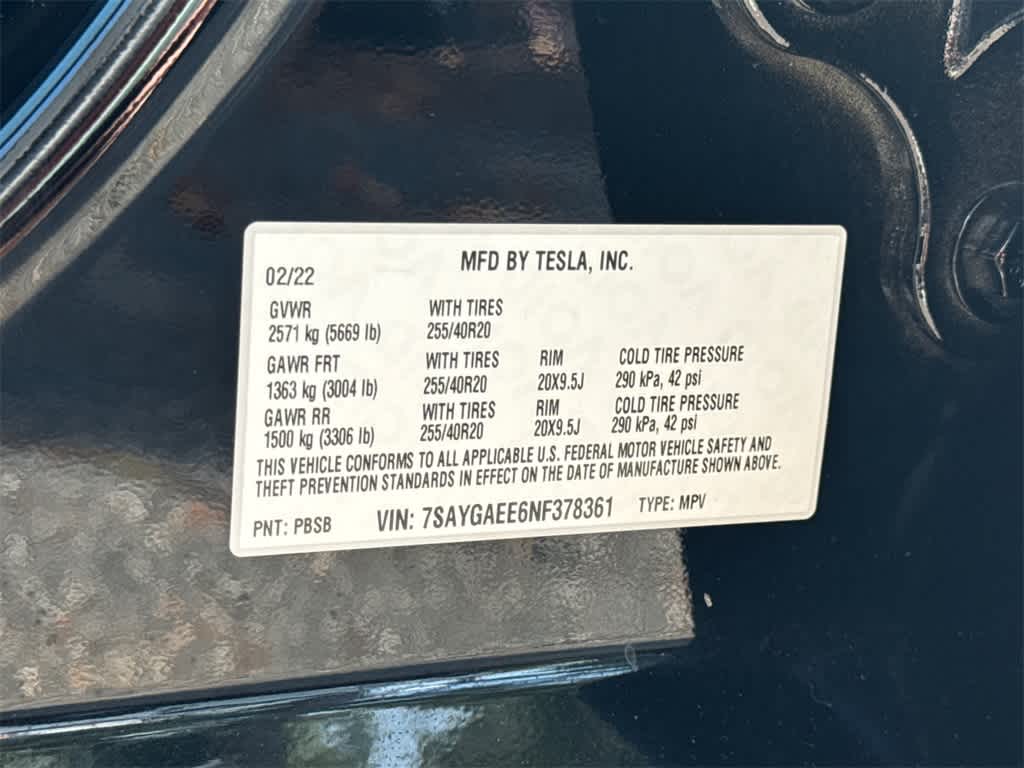 MFD BY TESLA, INC.
02/22
GVWR WITH TIRES
2571 kg (5669 lb) 255/40R20
GAWR FRT WITH TIRES RIM COLD TIRE PRESSURE
1363 kg (3004 lb) 255/40R20 20X9.5J 290 kPa, 42 psi
GAWR RR WITH TIRES RIM COLD TIRE PRESSURE
1500 kg (3306 lb) 255/40R20 20X9.5J 290 kPa, 42 psi
THIS VEHICLE CONFORMS TO ALL APPLICABLE U.S. FEDERAL MOTOR VEHICLE SAFETY AND
THEFT PREVENTION STANDARDS IN EFFECT ON THE DATE OF MANUFACTURE SHOWN ABOVE.
PNT: PBSB VIN: 7SAYGAEE6NF378361 TYPE: MPV